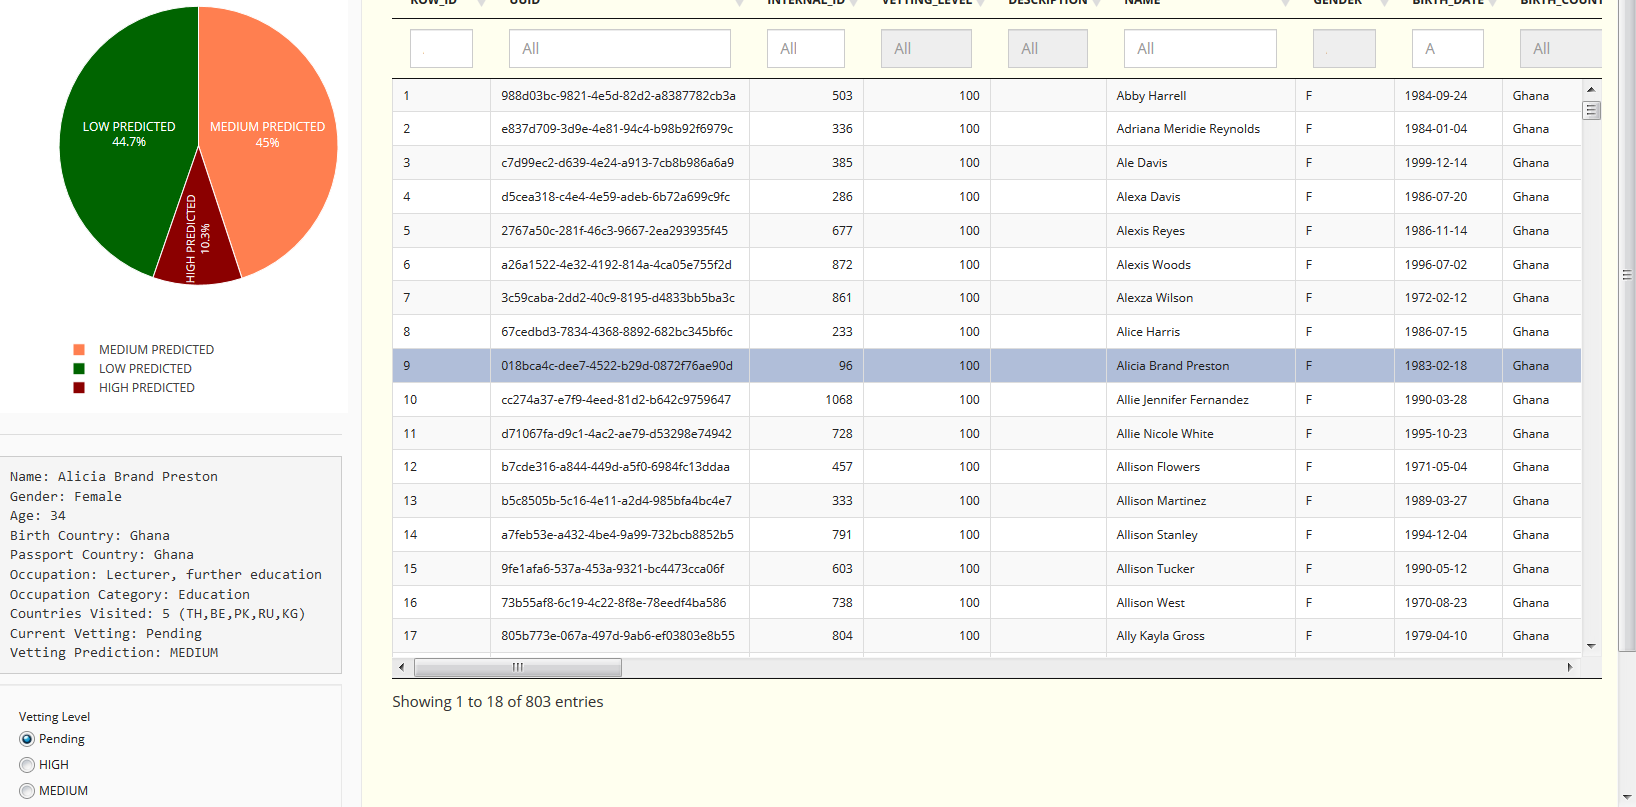 LOW PREDICTED
44.7%
MEDIUM PREDICTED
45%
HIGH PREDICTED
10.3%
MEDIUM PREDICTED
LOW PREDICTED
HIGH PREDICTED
Name: Alicia Brand Preston
Gender: Female
Age: 34
Birth Country: Ghana
Passport Country: Ghana
Occupation: Lecturer, further education
Occupation Category: Education
Countries Visited: 5 (TH,BE,PK,RU,KG)
Current Vetting: Pending
Vetting Prediction: MEDIUM
Vetting Level
Pending
HIGH
MEDIUM
ROW_ID UUID INTERNAL_ID VETTING_LEVEL DESCRIPTION NAME GENDER BIRTH_DATE BIRTH_COUNT
All All All All All A All
1 988d03bc-9821-4e5d-82d2-a8387782cb3a 503 100 Abby Harrell F 1984-09-24 Ghana
2 e837d709-3d9e-4e81-94c4-b98b92f6979c 336 100 Adriana Meridie Reynolds F 1984-01-04 Ghana
3 c7d99ec2-d639-4e24-a913-7cb8b986a6a9 385 100 Ale Davis F 1999-12-14 Ghana
4 d5cea318-c4e4-4e59-adeb-6b72a699c9fc 286 100 Alexa Davis F 1986-07-20 Ghana
5 2767a50c-281f-46c3-9667-2ea293935f45 677 100 Alexis Reyes F 1986-11-14 Ghana
6 a26a1522-4e32-4192-814a-4ca05e755f2d 872 100 Alexis Woods F 1996-07-02 Ghana
7 3c59caba-2dd2-40c9-8195-d4833bb5ba3c 861 100 Alexza Wilson F 1972-02-12 Ghana
8 67cedbd3-7834-4368-8892-682bc345bf6c 233 100 Alice Harris F 1986-07-15 Ghana
9 018bca4c-dee7-4522-b29d-0872f76ae90d 96 100 Alicia Brand Preston F 1983-02-18 Ghana
10 cc274a37-e7f9-4eed-81d2-b642c9759647 1068 100 Allie Jennifer Fernandez F 1990-03-28 Ghana
11 d71067fa-d9c1-4ac2-ae79-d53298e74942 728 100 Allie Nicole White F 1995-10-23 Ghana
12 b7cde316-a844-449d-a5f0-6984fc13ddaa 457 100 Allison Flowers F 1971-05-04 Ghana
13 b5c8505b-5c16-4e11-a2d4-985bfa4bc4e7 333 100 Allison Martinez F 1989-03-27 Ghana
14 a7feb53e-a432-4be4-9a99-732bcb8852b5 791 100 Allison Stanley F 1994-12-04 Ghana
15 9fe1afa6-537a-453a-9321-bc4473cca06f 603 100 Allison Tucker F 1990-05-12 Ghana
16 73b55af8-6c19-4c22-8f8e-78eedf4ba586 738 100 Allison West F 1970-08-23 Ghana
17 805b773e-067a-497d-9ab6-ef03803e8b55 804 100 Ally Kayla Gross F 1979-04-10 Ghana
Showing 1 to 18 of 803 entries